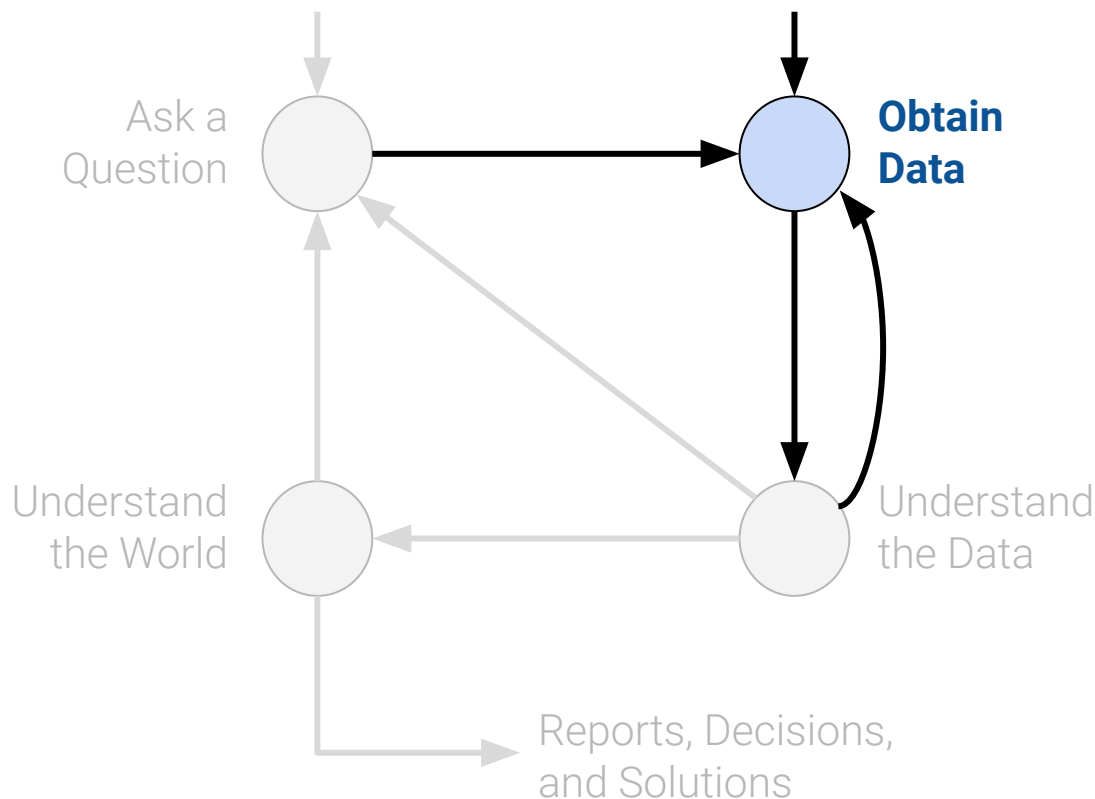 Ask a
Question
Obtain
Data
Understand
the World
Understand
the Data
Reports, Decisions,
and Solutions